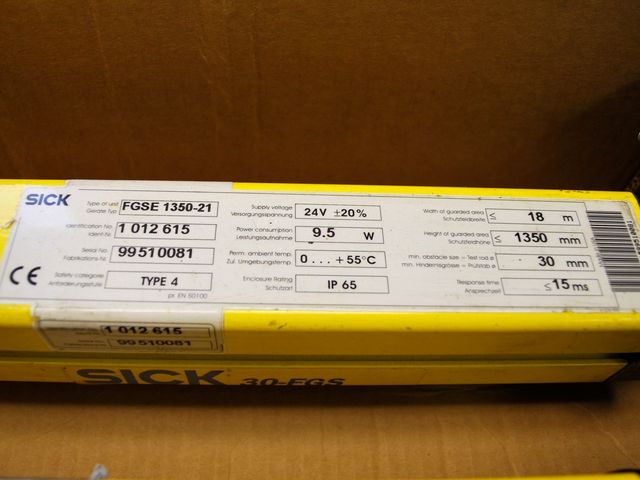 SICK
Type of unit
Geräte Typ
FGSE 1350-21
Identification No.
Ident-Nr.
1 012 615
Serial No.
Fabrikations-Nr.
99510081
CE
Safety category
Anforderungsstufe
TYPE 4
pr EN 50100
Supply voltage
Versorgungsspannung
24V ±20%
Power consumption
Leistungsaufnahme
9.5 W
Perm. ambient temp.
Zul. Umgebungstemp.
0 . . . +55°C
Enclosure Rating
Schutzart
IP 65
Width of guarded area
Schutzfeldbreite
≤ 18 m
Height of guarded area
Schutzfeldhöhe
≤ 1350 mm
min. obstacle size = Test rod ø
min. Hindernisgrösse = Prüfstab ø
30 mm
Response time
Ansprechzeit
≤ 15 ms
1 012 615
99510081
SICK 30-FGS